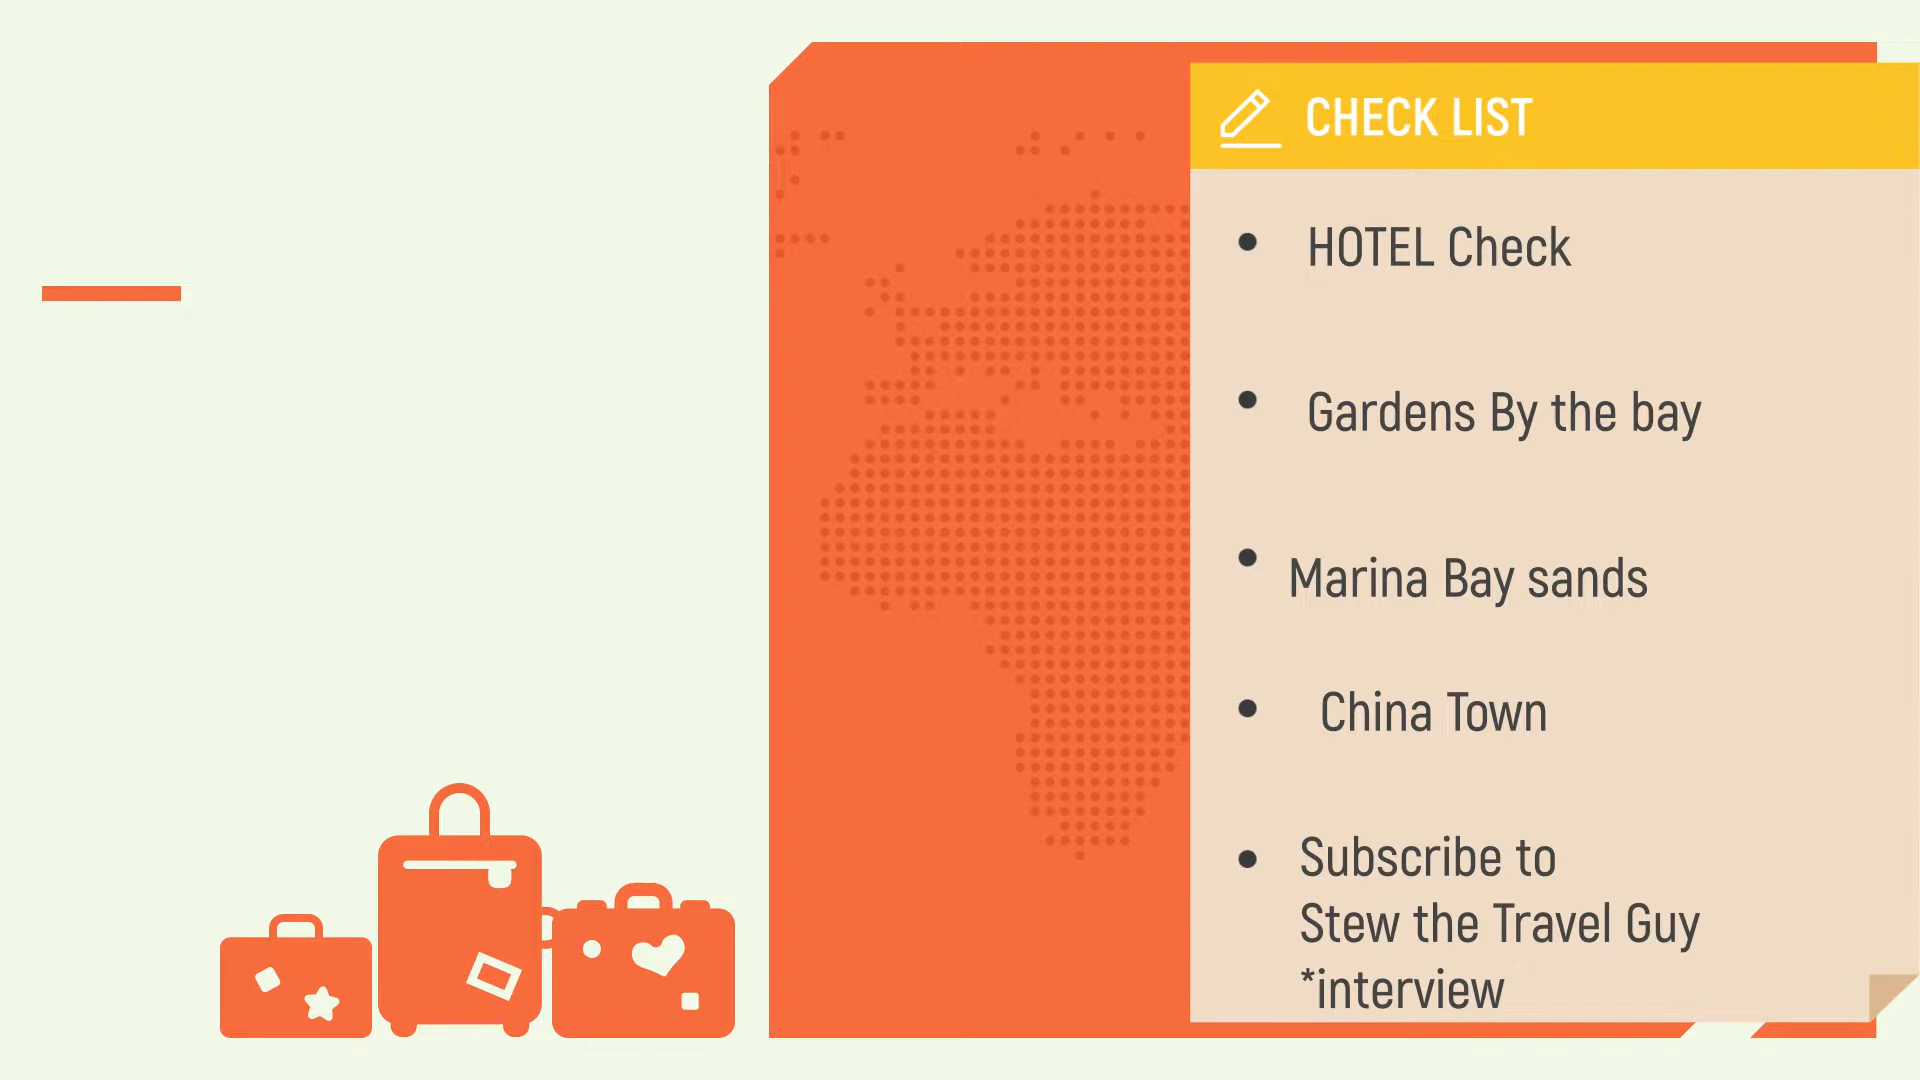 CHECK LIST
HOTEL Check
Gardens By the bay
Marina Bay sands
China Town
Subscribe to
Stew the Travel Guy
*interview